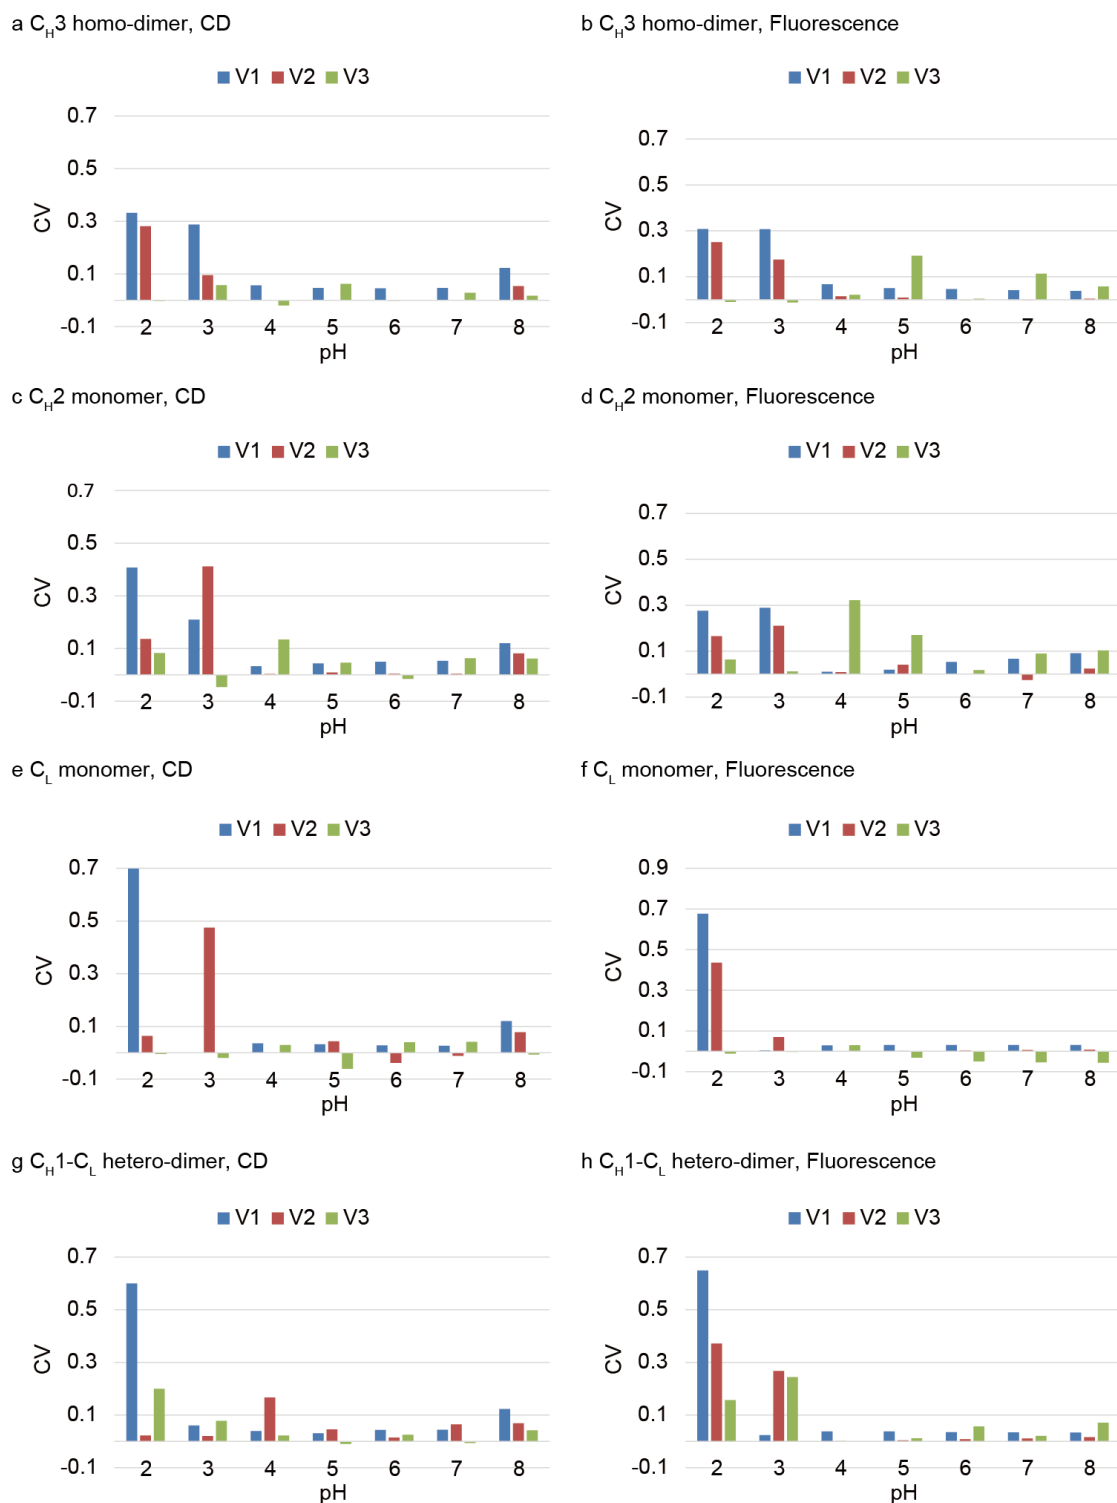 a C_H3 homo-dimer, CD
V1 V2 V3
0.7
0.5
0.3
0.1
-0.1
CV
2 3 4 5 6 7 8
pH
b C_H3 homo-dimer, Fluorescence
V1 V2 V3
0.7
0.5
0.3
0.1
-0.1
CV
2 3 4 5 6 7 8
pH
c C_H2 monomer, CD
V1 V2 V3
0.7
0.5
0.3
0.1
-0.1
CV
2 3 4 5 6 7 8
pH
d C_H2 monomer, Fluorescence
V1 V2 V3
0.7
0.5
0.3
0.1
-0.1
CV
2 3 4 5 6 7 8
pH
e C_L monomer, CD
V1 V2 V3
0.7
0.5
0.3
0.1
-0.1
CV
2 3 4 5 6 7 8
pH
f C_L monomer, Fluorescence
V1 V2 V3
0.9
0.7
0.5
0.3
0.1
-0.1
CV
2 3 4 5 6 7 8
pH
g C_H1-C_L hetero-dimer, CD
V1 V2 V3
0.7
0.5
0.3
0.1
-0.1
CV
2 3 4 5 6 7 8
pH
h C_H1-C_L hetero-dimer, Fluorescence
V1 V2 V3
0.7
0.5
0.3
0.1
-0.1
CV
2 3 4 5 6 7 8
pH